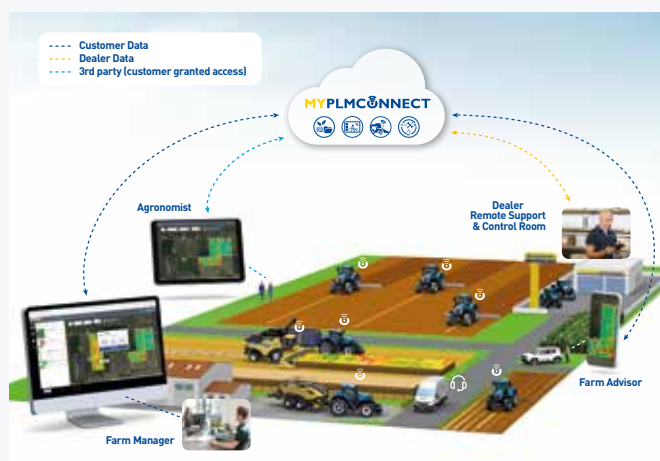 Customer Data
Dealer Data
3rd party (customer granted access)
MYPLMCONNECT
Agronomist
Dealer
Remote Support
& Control Room
Farm Advisor
Farm Manager